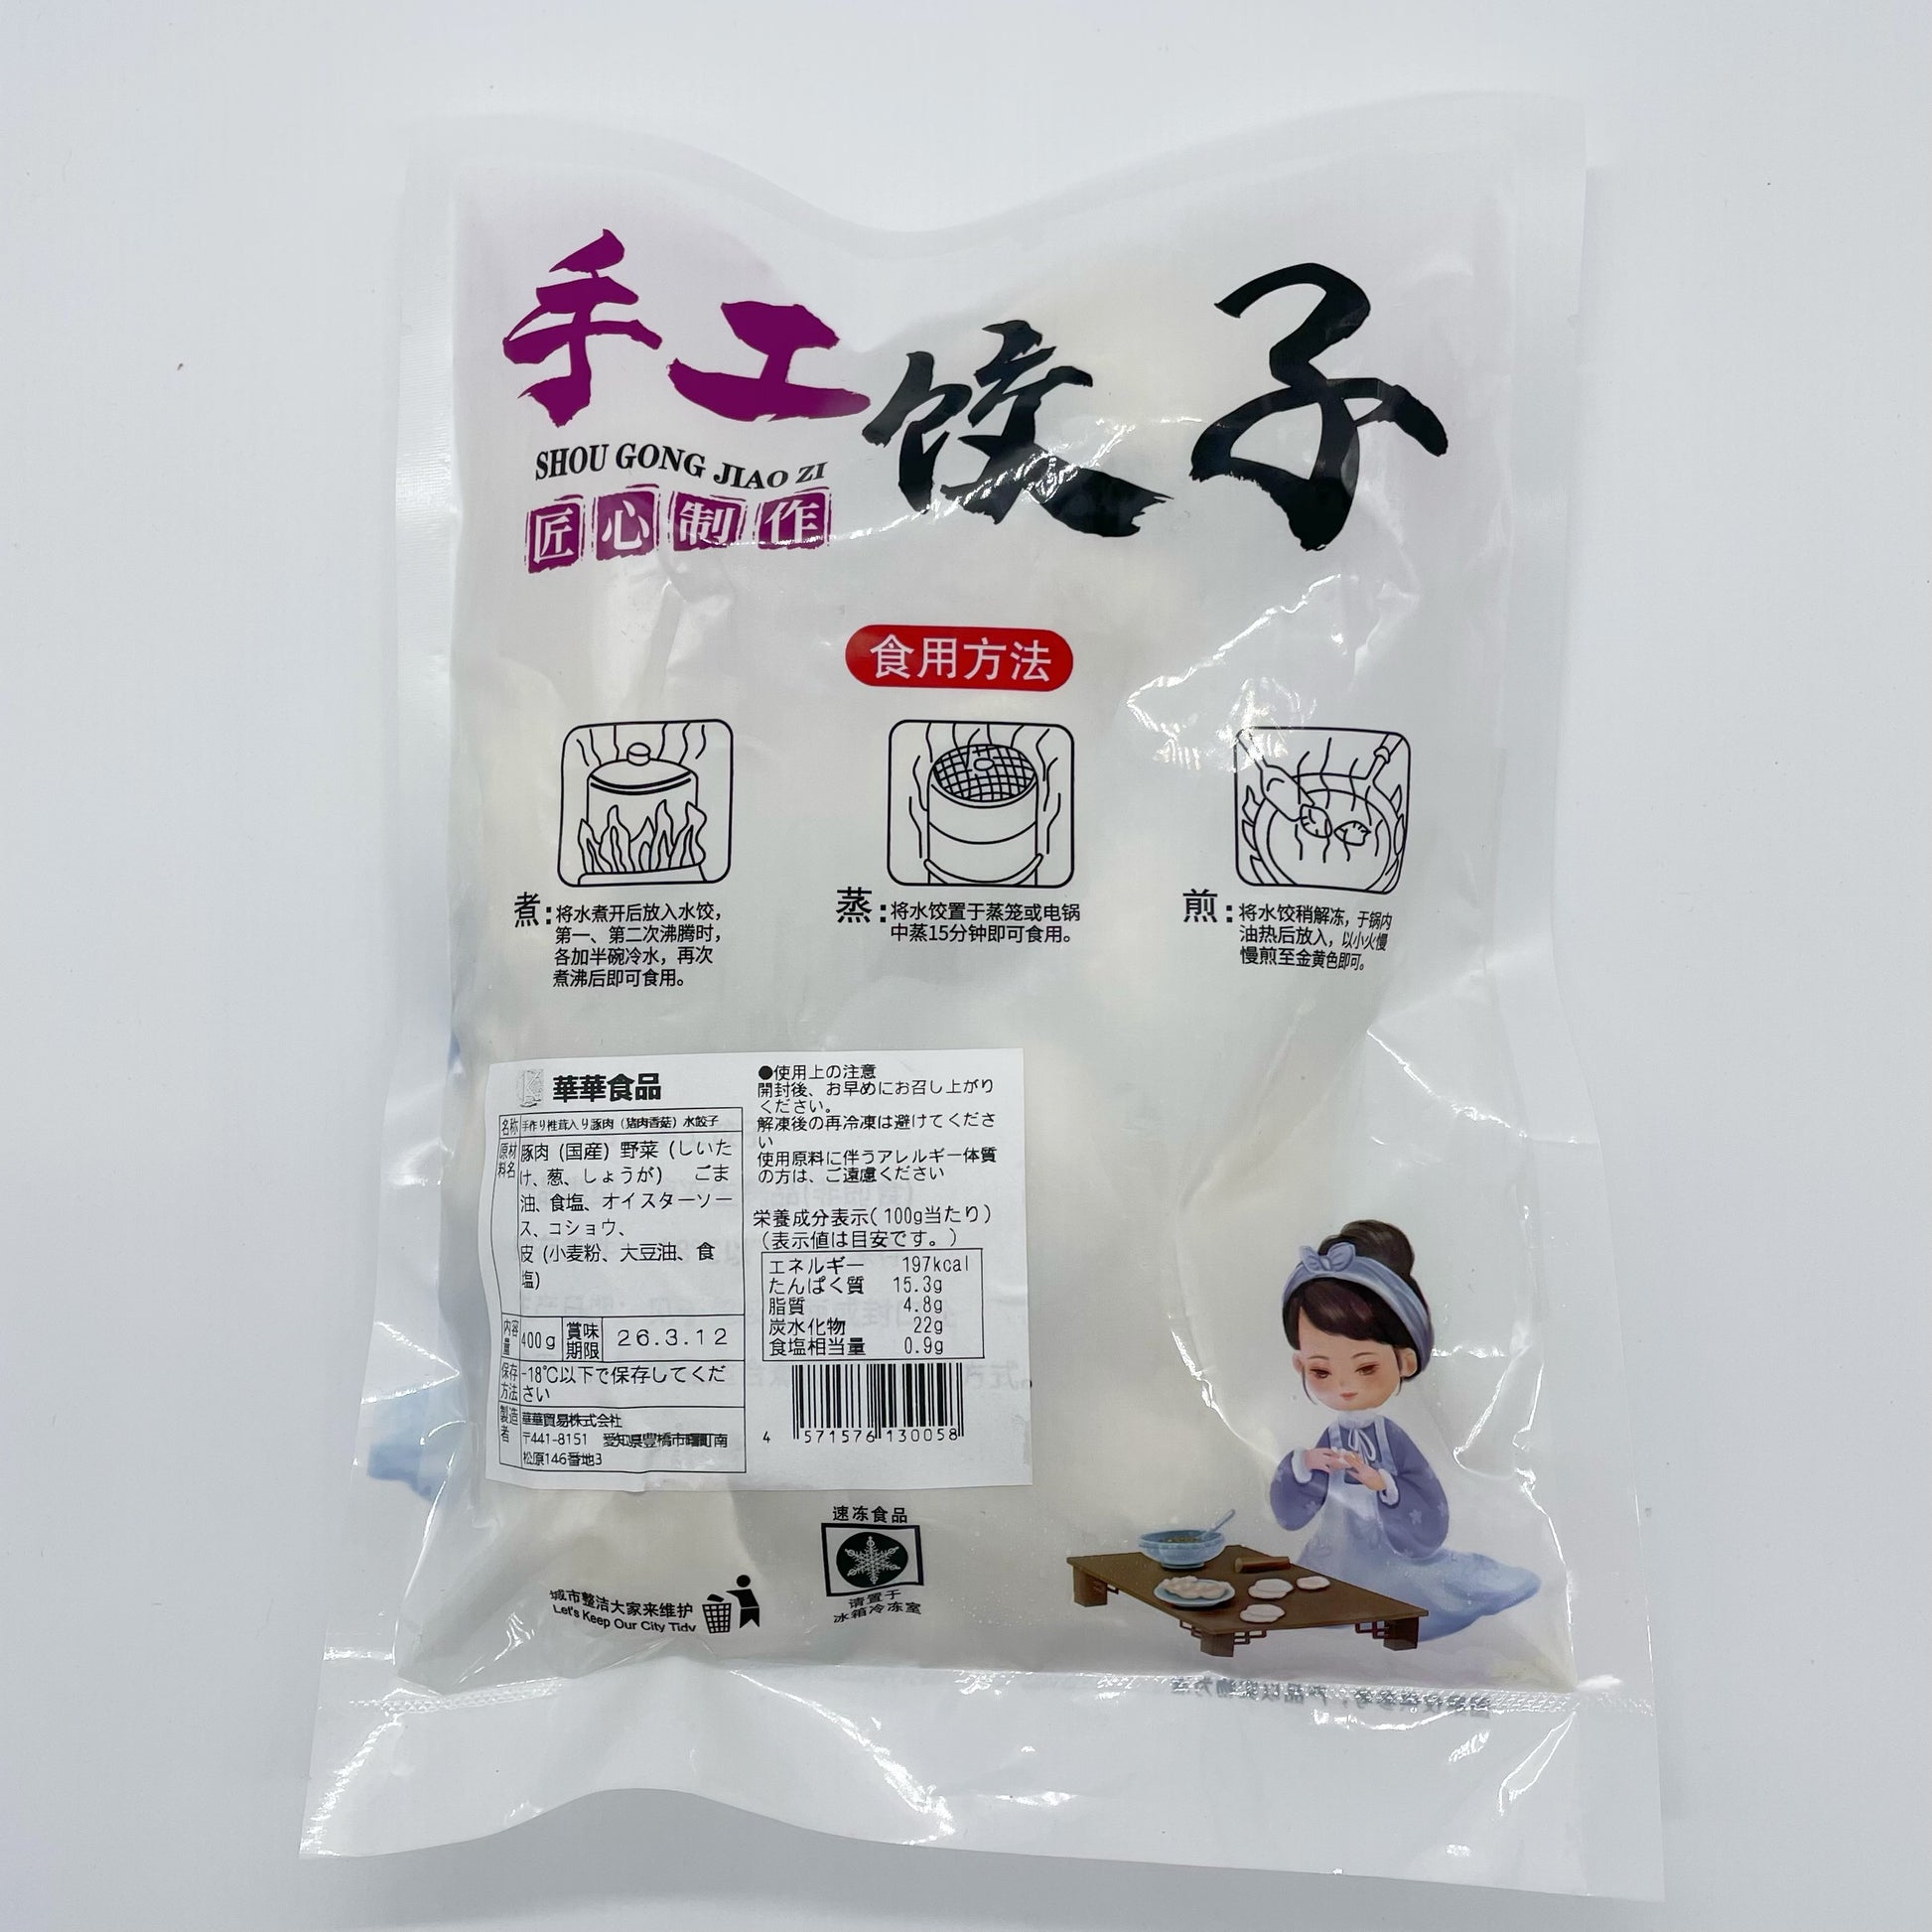 手工饺子
SHOU GONG JIAO ZI
匠心制作
食用方法
煮:将水煮开后放入水饺,
第一、第二次沸腾时,
各加半碗冷水，再次
煮沸后即可食用。
蒸:将水饺置于蒸笼或电锅
中蒸15分钟即可食用。
煎:将水饺稍解冻，于锅内
油热后放入，以小火慢
慢煎至金黄色即可。
華華食品
名称 手作り椎茸入り豚肉（猪肉香菇）水餃子
原材料名 豚肉（国産）野菜（しいた
け、葱、しょうが） ごま
油、食塩、オイスターソー
ス、コショウ、
皮（小麦粉、大豆油、食
塩）
内容量 400g 賞味期限 26.3.12
保存方法 -18℃以下で保存してくだ
さい
製造者 華華貿易株式会社
〒441-8151 愛知県豊橋市曙町南
松原146番地3
●使用上の注意
開封後、お早めにお召し上がり
ください。
解凍後の再冷凍は避けてくださ
い
使用原料に伴うアレルギー体質
の方は、ご遠慮ください
栄養成分表示(100g当たり)
（表示値は目安です。）
エネルギー 197kcal
たんぱく質 15.3g
脂質 4.8g
炭水化物 22g
食塩相当量 0.9g
方式。
4 571576 130058
速冻食品
请置于
冰箱冷冻室
城市整洁大家来维护
Let's Keep Our City Tidy